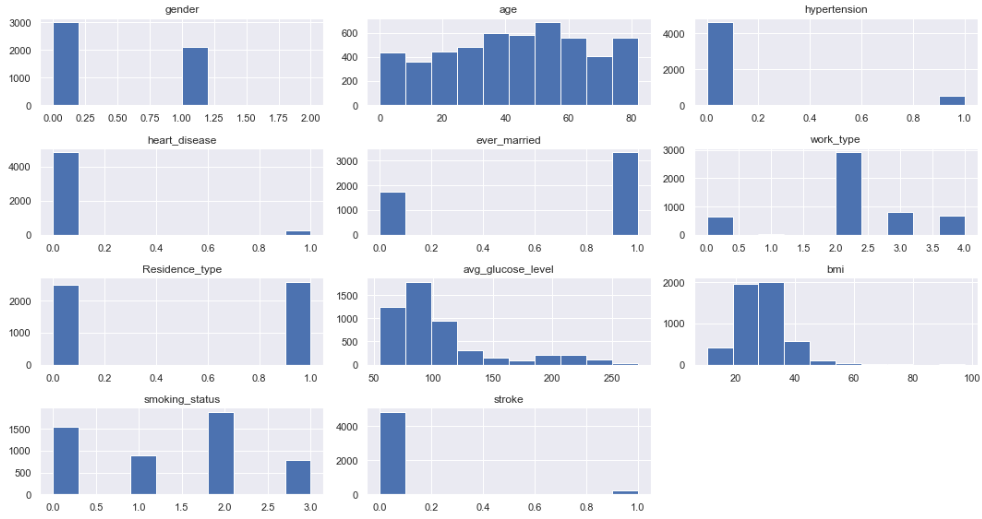 gender
3000
2000
1000
0
0.00 0.25 0.50 0.75 1.00 1.25 1.50 1.75 2.00
age
600
400
200
0
0 20 40 60 80
hypertension
4000
2000
0
0.0 0.2 0.4 0.6 0.8 1.0
heart_disease
4000
2000
0
0.0 0.2 0.4 0.6 0.8 1.0
ever_married
3000
2000
1000
0
0.0 0.2 0.4 0.6 0.8 1.0
work_type
3000
2000
1000
0
0.0 0.5 1.0 1.5 2.0 2.5 3.0 3.5 4.0
Residence_type
2000
1000
0
0.0 0.2 0.4 0.6 0.8 1.0
avg_glucose_level
1500
1000
500
0
50 100 150 200 250
bmi
2000
1000
0
20 40 60 80 100
smoking_status
1500
1000
500
0
0.0 0.5 1.0 1.5 2.0 2.5 3.0
stroke
4000
2000
0
0.0 0.2 0.4 0.6 0.8 1.0